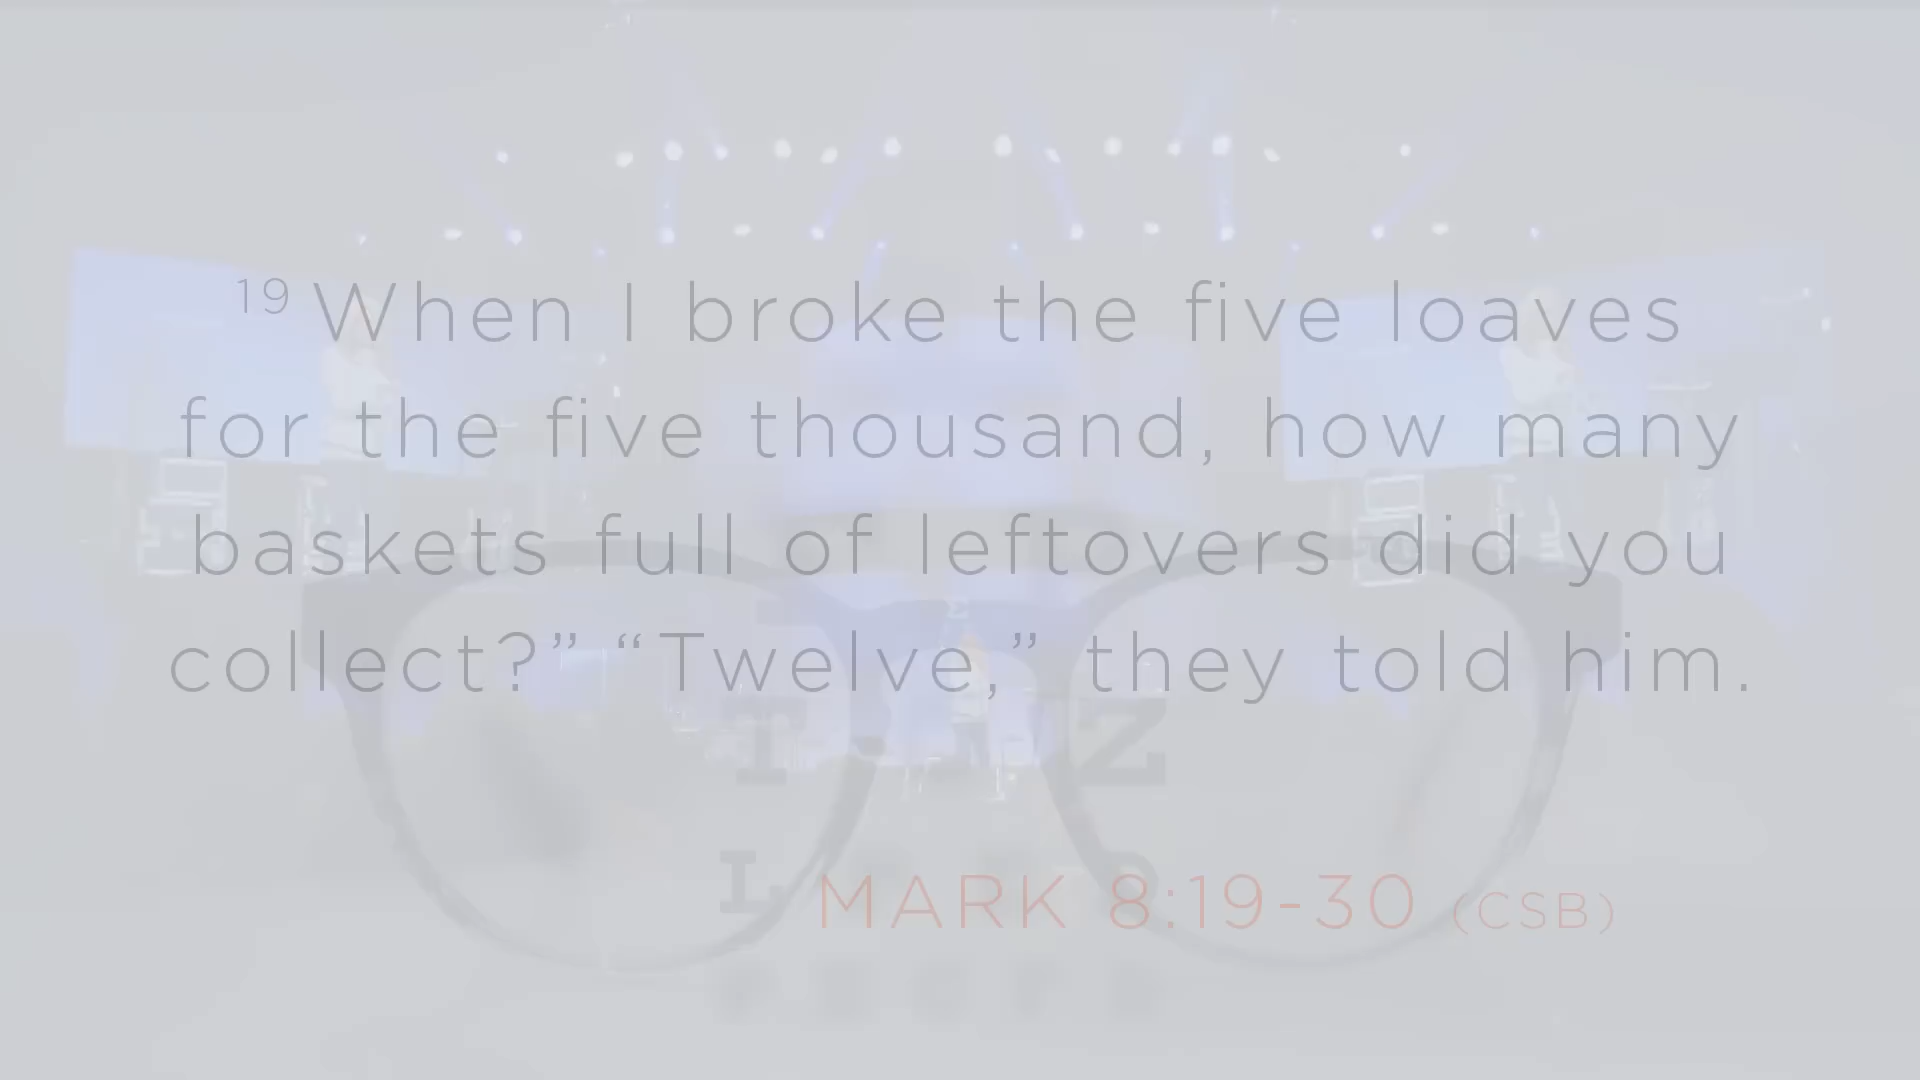 19 When I broke the five loaves
for the five thousand, how many
baskets full of leftovers did you
collect?” “Twelve,” they told him.
T Z
L D
MARK 8:19-30 (CSB)